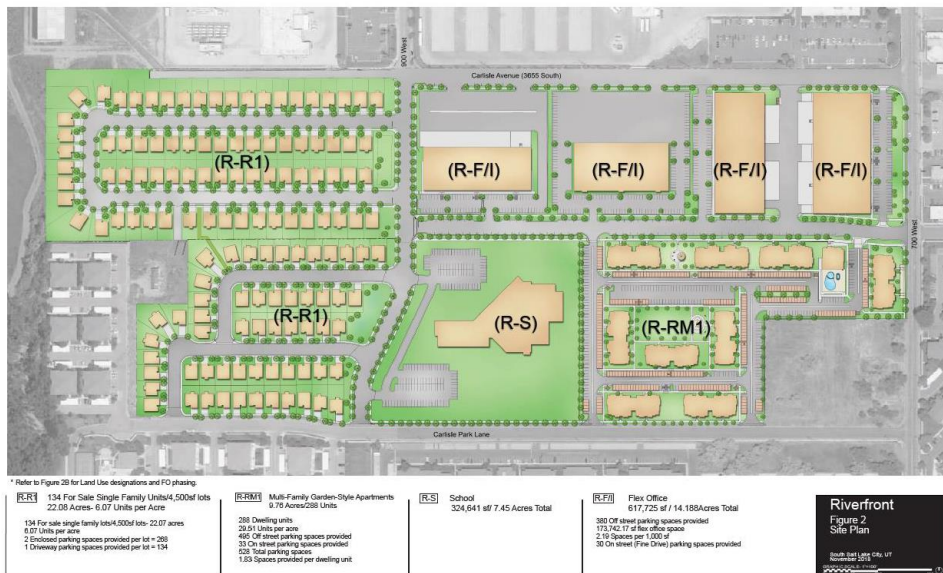 900 West
Carlisle Avenue (3655 South)
(R-R1)
(R-F/I)
(R-F/I)
(R-F/I)
(R-F/I)
700 West
(R-R1)
(R-S)
(R-RM1)
Carlisle Park Lane
* Refer to Figure 2B for Land Use designations and FO phasing.
R-R1 134 For Sale Single Family Units/4,500sf lots
22.08 Acres- 6.07 Units per Acre
134 For sale single family lots/4,500sf lots- 22.07 acres
6.07 Units per acre
2 Enclosed parking spaces provided per lot = 268
1 Driveway parking spaces provided per lot = 134
R-RM1 Multi-Family Garden-Style Apartments
9.76 Acres/288 Units
288 Dwelling units
29.51 Units per acre
495 Off street parking spaces provided
33 On street parking spaces provided
528 Total parking spaces
1.83 Spaces provided per dwelling unit
R-S School
324,641 sf/ 7.45 Acres Total
R-F/I Flex Office
617,725 sf / 14.188Acres Total
380 Off street parking spaces provided
173,742.17 sf flex office space
2.19 Spaces per 1,000 sf
30 On street (Fine Drive) parking spaces provided
Riverfront
Figure 2
Site Plan
South Salt Lake City, UT
November 2018